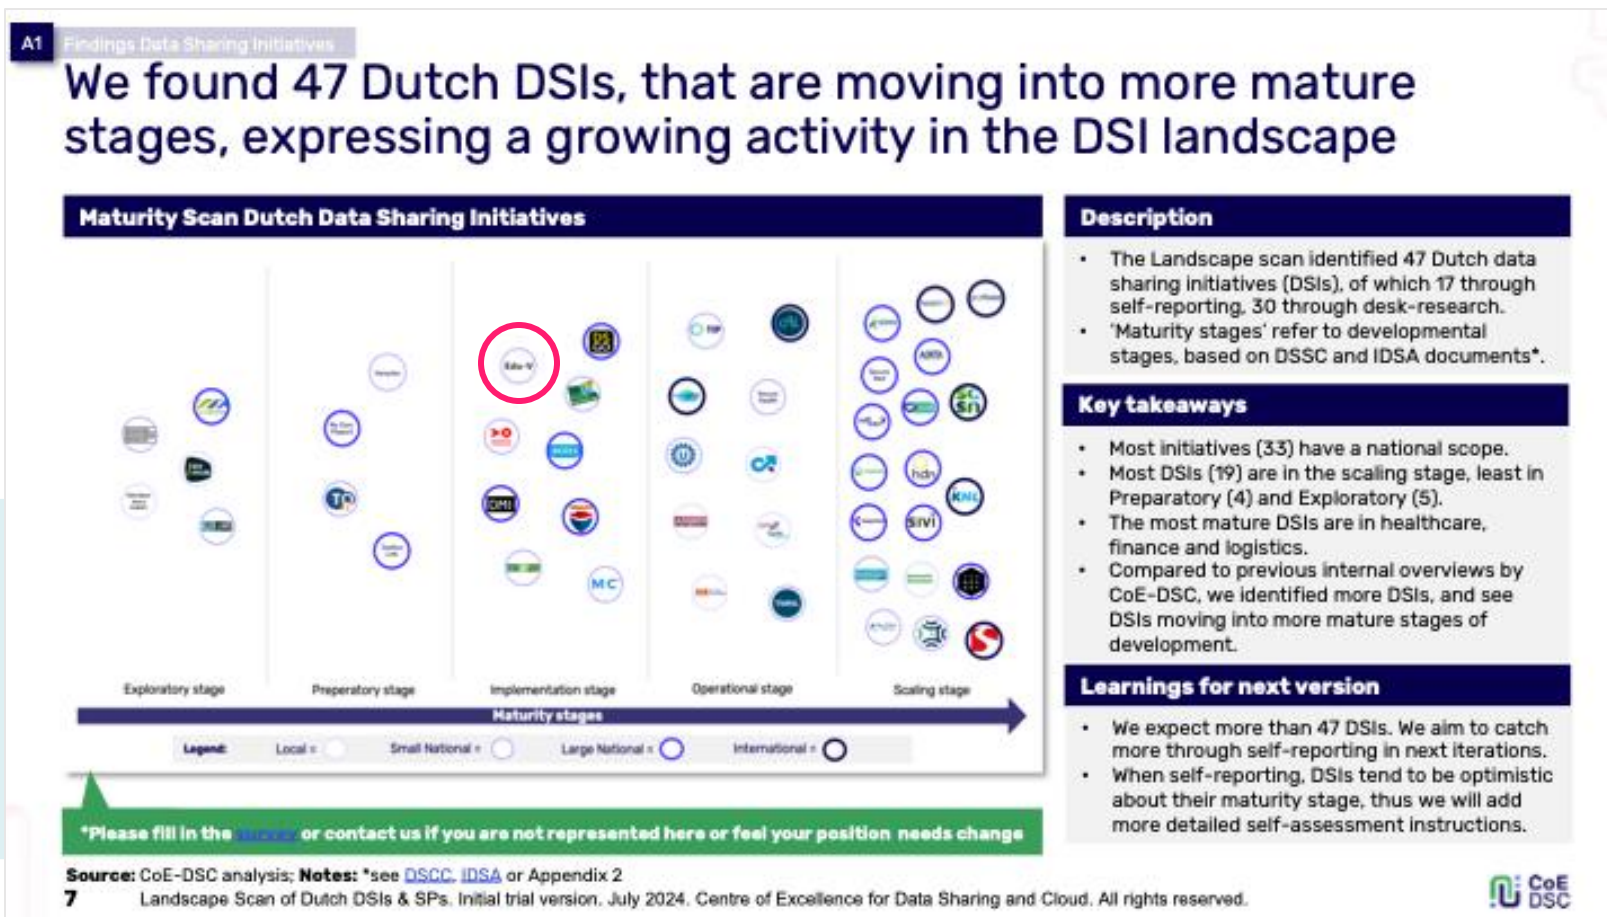 A1
Findings Data Sharing Initiatives
We found 47 Dutch DSIs, that are moving into more mature
stages, expressing a growing activity in the DSI landscape
Maturity Scan Dutch Data Sharing Initiatives
Edu-V
DMI
MC
hdn
KNL
SIVI
Exploratory stage
Preperatory stage
Implementation stage
Operational stage
Scaling stage
Maturity stages
Legend:
Local =
Small National =
Large National =
International =
*Please fill in the survey or contact us if you are not represented here or feel your position needs change
Description
• The Landscape scan identified 47 Dutch data
sharing initiatives (DSIs), of which 17 through
self-reporting, 30 through desk-research.
• 'Maturity stages' refer to developmental
stages, based on DSSC and IDSA documents*.
Key takeaways
• Most initiatives (33) have a national scope.
• Most DSIs (19) are in the scaling stage, least in
Preparatory (4) and Exploratory (5).
• The most mature DSIs are in healthcare,
finance and logistics.
• Compared to previous internal overviews by
CoE-DSC, we identified more DSIs, and see
DSIs moving into more mature stages of
development.
Learnings for next version
• We expect more than 47 DSIs. We aim to catch
more through self-reporting in next iterations.
• When self-reporting, DSIs tend to be optimistic
about their maturity stage, thus we will add
more detailed self-assessment instructions.
Source: CoE-DSC analysis; Notes: *see DSCC, IDSA or Appendix 2
7 Landscape Scan of Dutch DSIs & SPs. Initial trial version. July 2024. Centre of Excellence for Data Sharing and Cloud. All rights reserved.
CoE
DSC